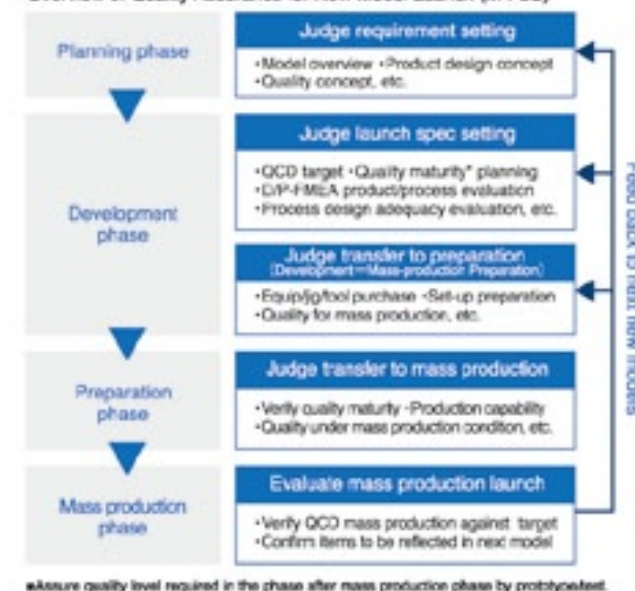 Overview of Quality Assurance for New Model Launch
Planning phase
Judge requirement setting
•Model overview •Product design concept
•Quality concept, etc.
Development
phase
Judge launch spec setting
•QCD target •Quality maturity* planning
•D/P-FMEA product/process evaluation
•Process design adequacy evaluation, etc.
Judge transfer to preparation
(Development⇒Mass-production Preparation)
•Equip/jig/tool purchase •Set-up preparation
•Quality for mass production, etc.
Preparation
phase
Judge transfer to mass production
•Verify quality maturity •Production capability
•Quality under mass production condition, etc.
Mass production
phase
Evaluate mass production launch
•Verify QCD mass production against target
•Confirm items to be reflected in next model
Feed back to next new models
*Assure quality level required in the phase after mass production phase by prototype/test.